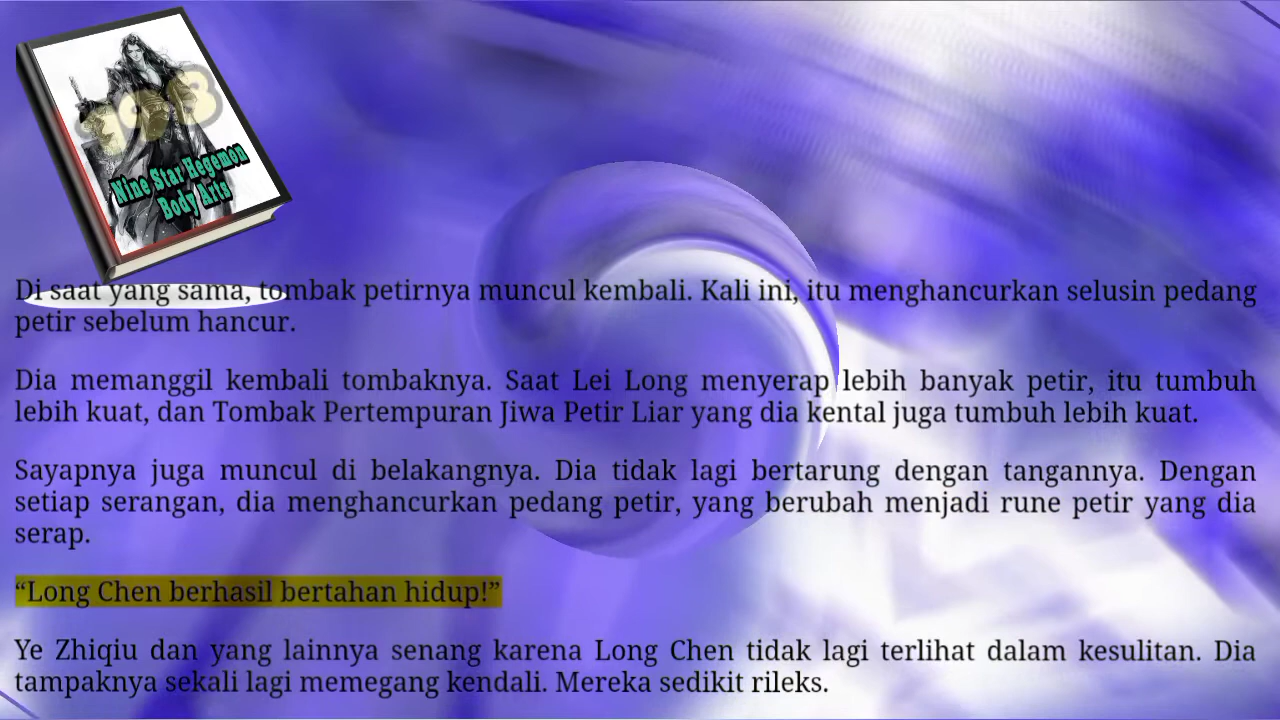 Nine Star Hegemon
Body Arts
Di saat yang sama, tombak petirnya muncul kembali. Kali ini, itu menghancurkan selusin pedang
petir sebelum hancur.
Dia memanggil kembali tombaknya. Saat Lei Long menyerap lebih banyak petir, itu tumbuh
lebih kuat, dan Tombak Pertempuran Jiwa Petir Liar yang dia kental juga tumbuh lebih kuat.
Sayapnya juga muncul di belakangnya. Dia tidak lagi bertarung dengan tangannya. Dengan
setiap serangan, dia menghancurkan pedang petir, yang berubah menjadi rune petir yang dia
serap.
“Long Chen berhasil bertahan hidup!”
Ye Zhiqiu dan yang lainnya senang karena Long Chen tidak lagi terlihat dalam kesulitan. Dia
tampaknya sekali lagi memegang kendali. Mereka sedikit rileks.